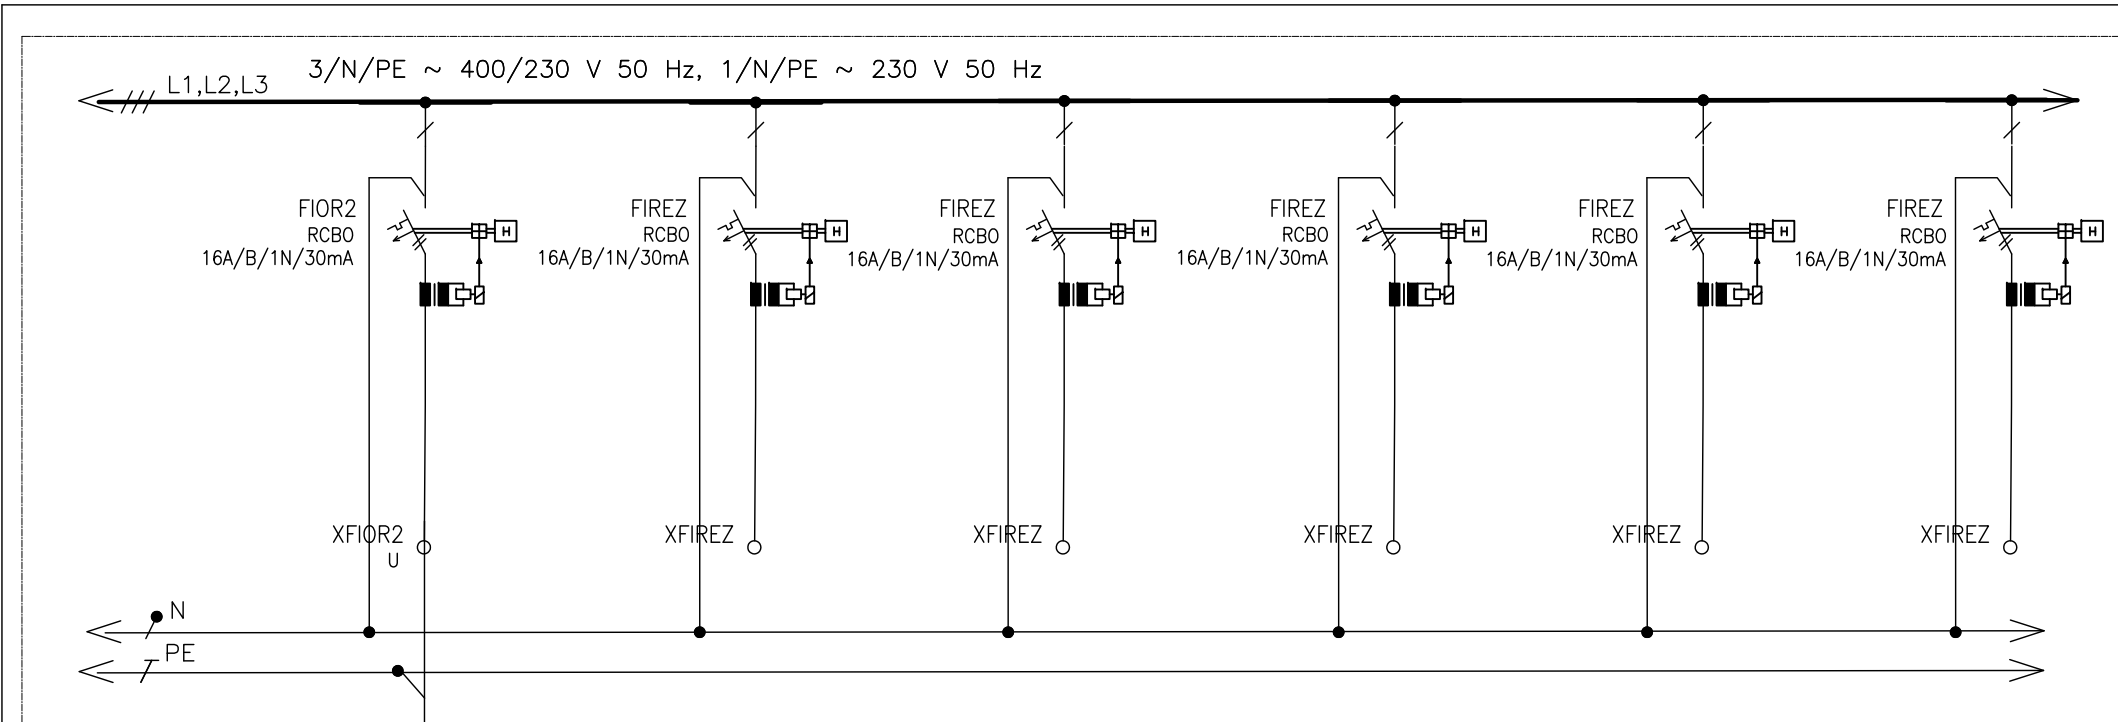 3/N/PE ~ 400/230 V 50 Hz, 1/N/PE ~ 230 V 50 Hz
L1,L2,L3
FIOR2
RCBO
16A/B/1N/30mA
H
FIREZ
RCBO
16A/B/1N/30mA
H
FIREZ
RCBO
16A/B/1N/30mA
H
FIREZ
RCBO
16A/B/1N/30mA
H
FIREZ
RCBO
16A/B/1N/30mA
H
FIREZ
RCBO
16A/B/1N/30mA
H
XFIOR2
U
XFIREZ
XFIREZ
XFIREZ
XFIREZ
XFIREZ
N
PE